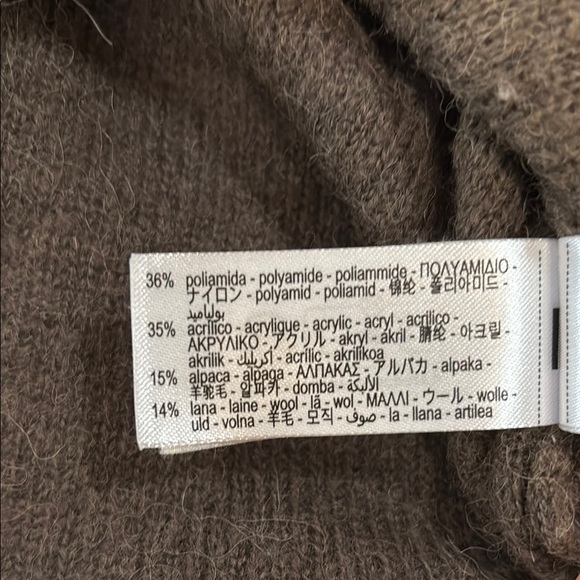 36% poliamida - polyamide - poliammide - ΠΟΛΥΑΜΙΔΙΟ -
ナイロン - polyamid - poliamid - 锦纶 - 폴리아미드 -
بولياميد
35% acrílico - acrylique - acrylic - acryl - acrilico -
ΑΚΡΥΛΙΚΟ - アクリル - akryl - ákril - 腈纶 - 아크릴 -
akrilik - أكريليك - acrílic - akrilikoa
15% alpaca - alpaga - ΑΛΠΑΚΑΣ - アルパカ - alpaka -
羊驼毛 - 알파카 - domba - الألبكة
14% lana - laine - wool - lã - wol - ΜΑΛΛΙ - ウール - wolle -
uld - volna - 羊毛 - 모직 - صوف - la - llana - artilea